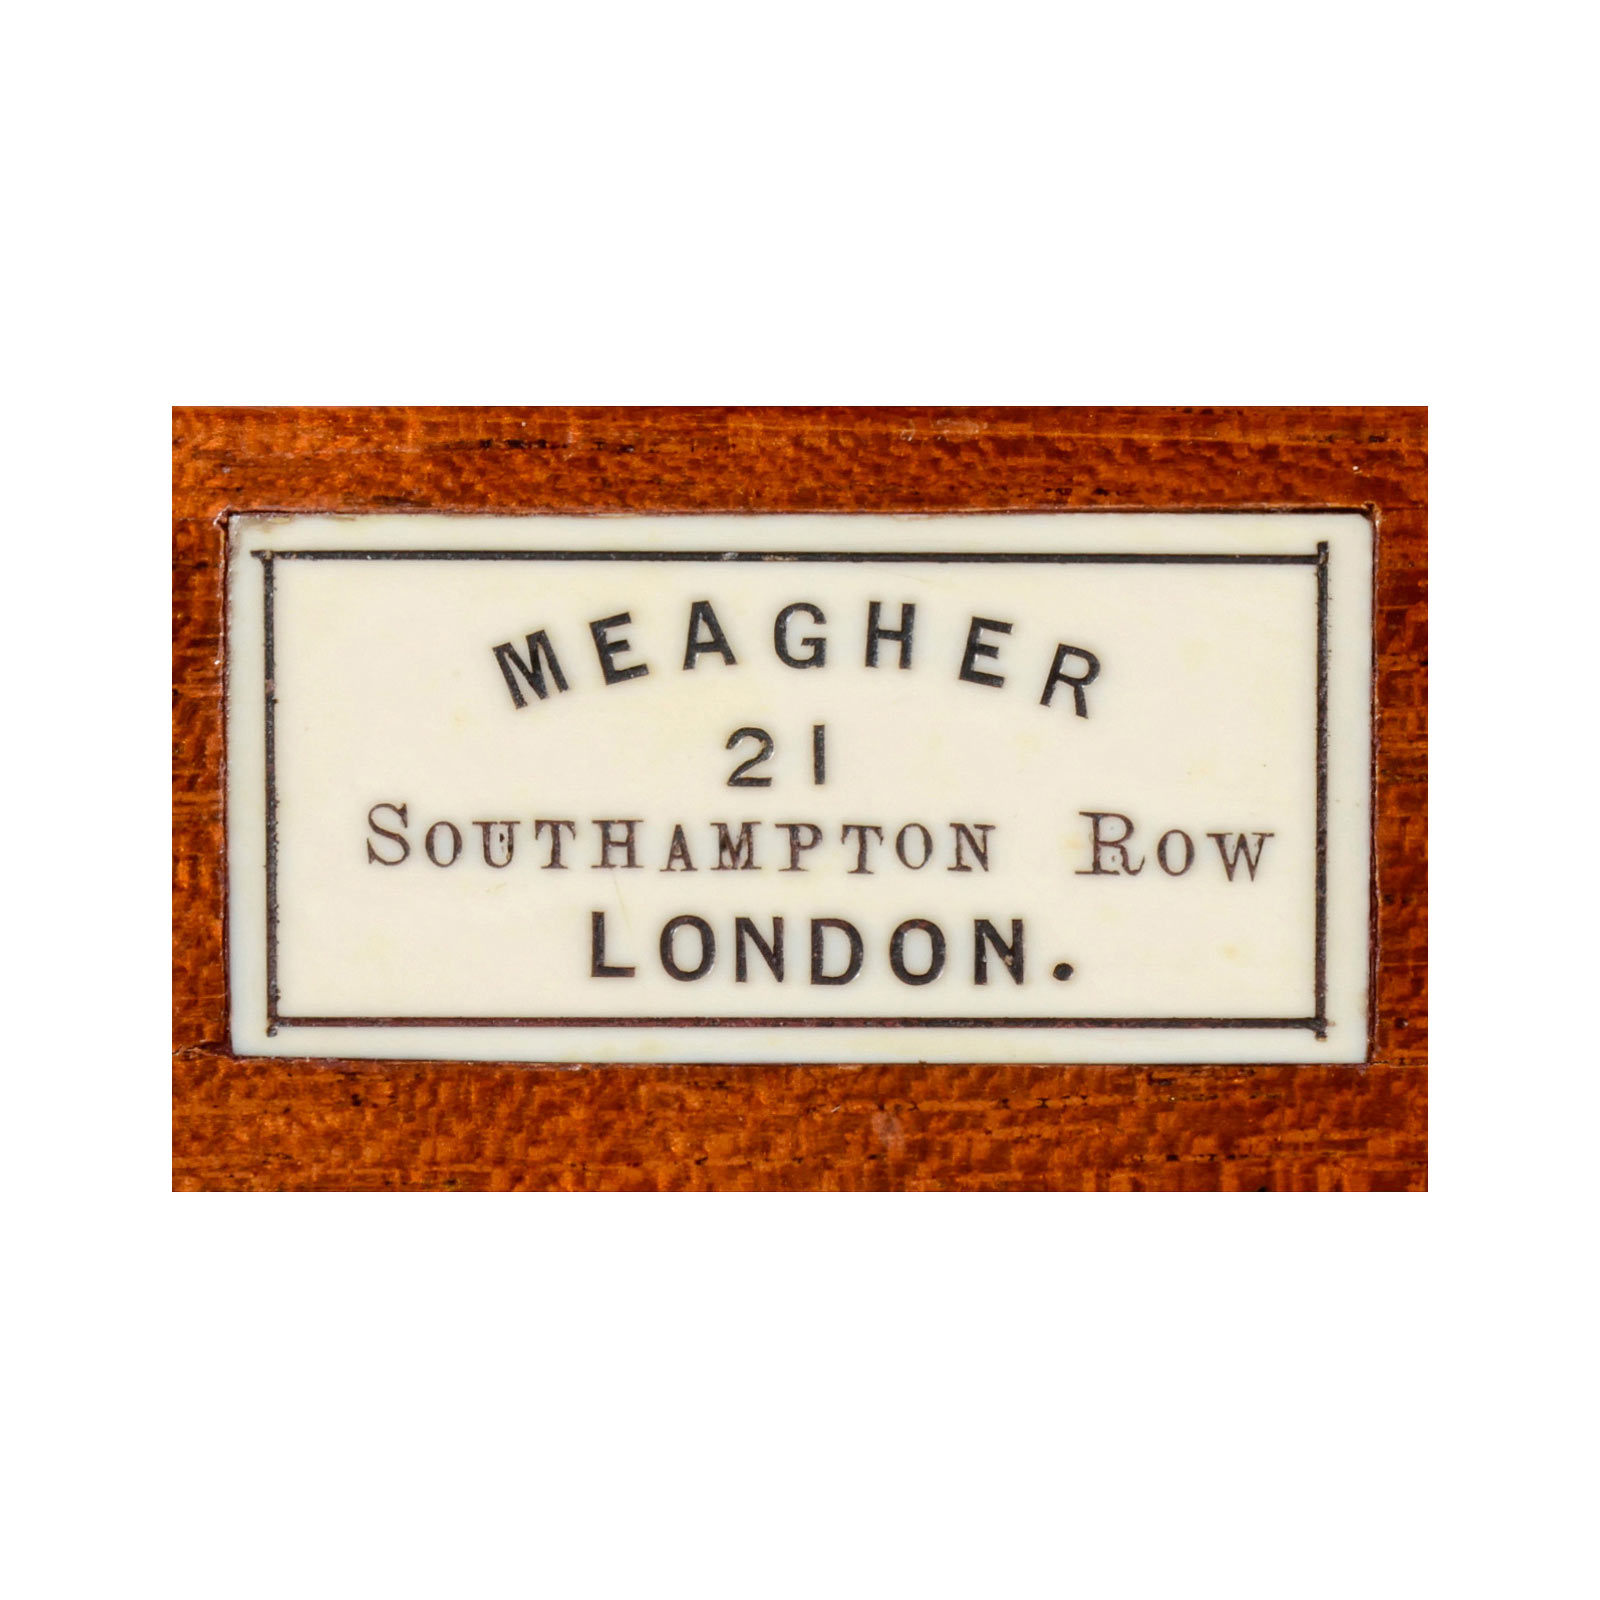 MEAGHER
21
SOUTHAMPTON ROW
LONDON.